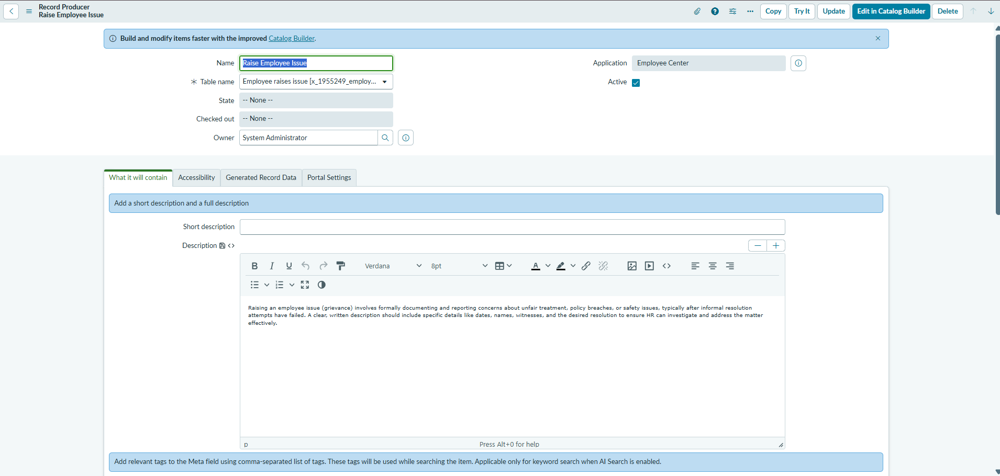 Record Producer
Raise Employee Issue
Copy
Try It
Update
Edit in Catalog Builder
Delete
Build and modify items faster with the improved Catalog Builder.
Name
Raise Employee Issue
Application
Employee Center
Table name
Employee raises issue [x_1955249_employ...
Active
State
-- None --
Checked out
-- None --
Owner
System Administrator
What it will contain
Accessibility
Generated Record Data
Portal Settings
Add a short description and a full description
Short description
Description
B I U
Verdana
8pt
A
Raising an employee issue (grievance) involves formally documenting and reporting concerns about unfair treatment, policy breaches, or safety issues, typically after informal resolution
attempts have failed. A clear, written description should include specific details like dates, names, witnesses, and the desired resolution to ensure HR can investigate and address the matter
effectively.
p
Press Alt+0 for help
Add relevant tags to the Meta field using comma-separated list of tags. These tags will be used while searching the item. Applicable only for keyword search when AI Search is enabled.